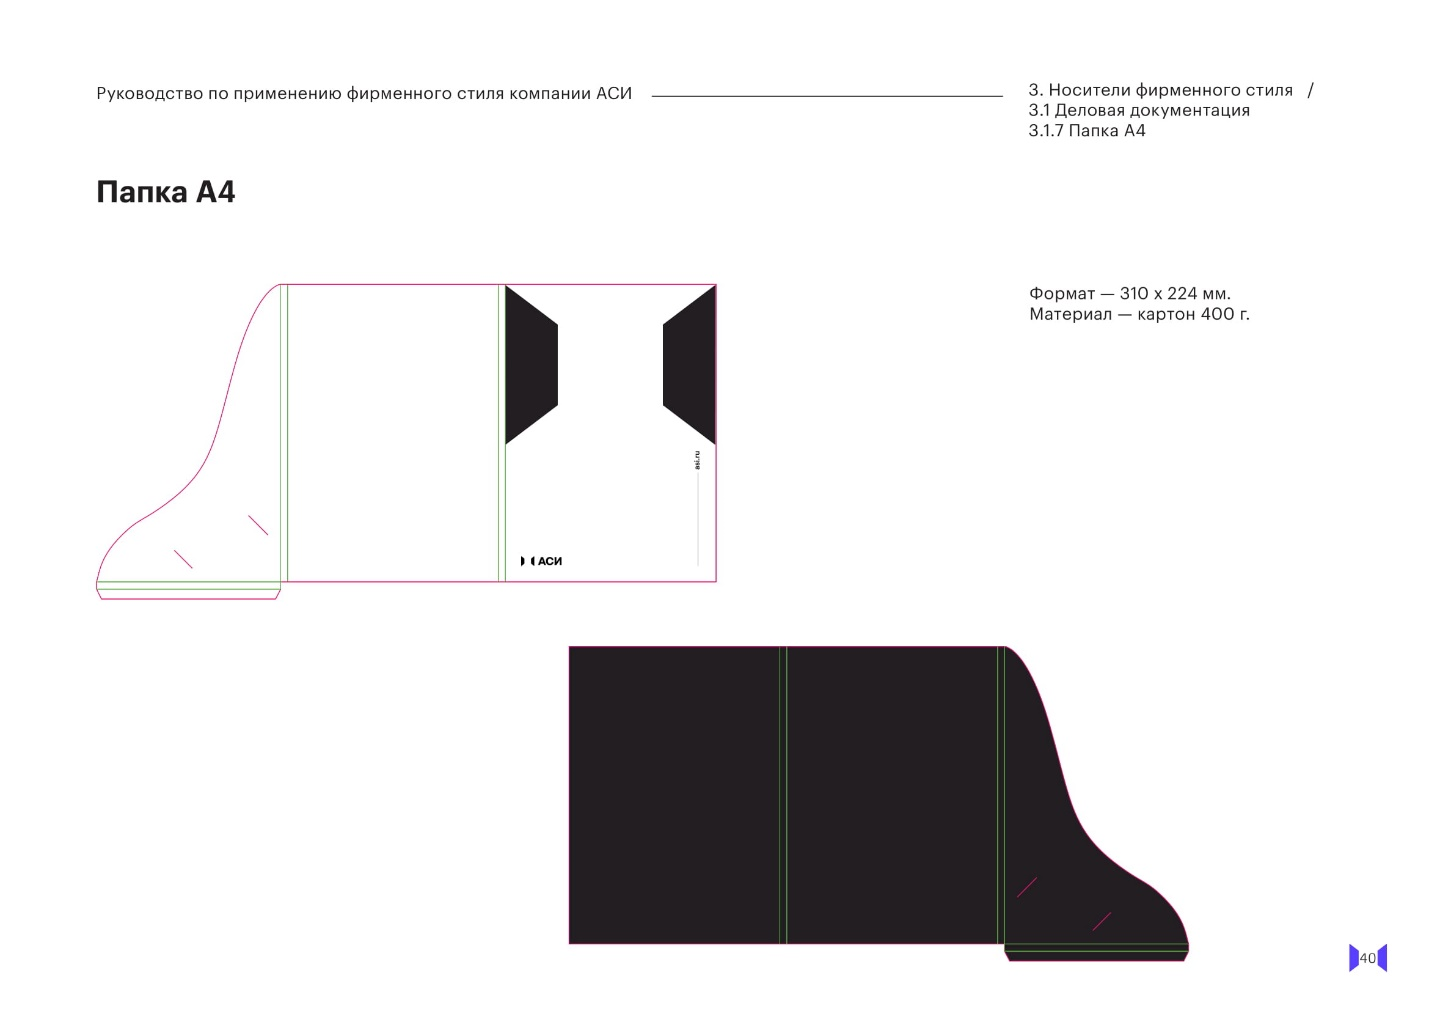 Руководство по применению фирменного стиля компании АСИ
3. Носители фирменного стиля /
3.1 Деловая документация
3.1.7 Папка А4
Папка А4
Формат — 310 х 224 мм.
Материал — картон 400 г.
asi.ru
АСИ
40